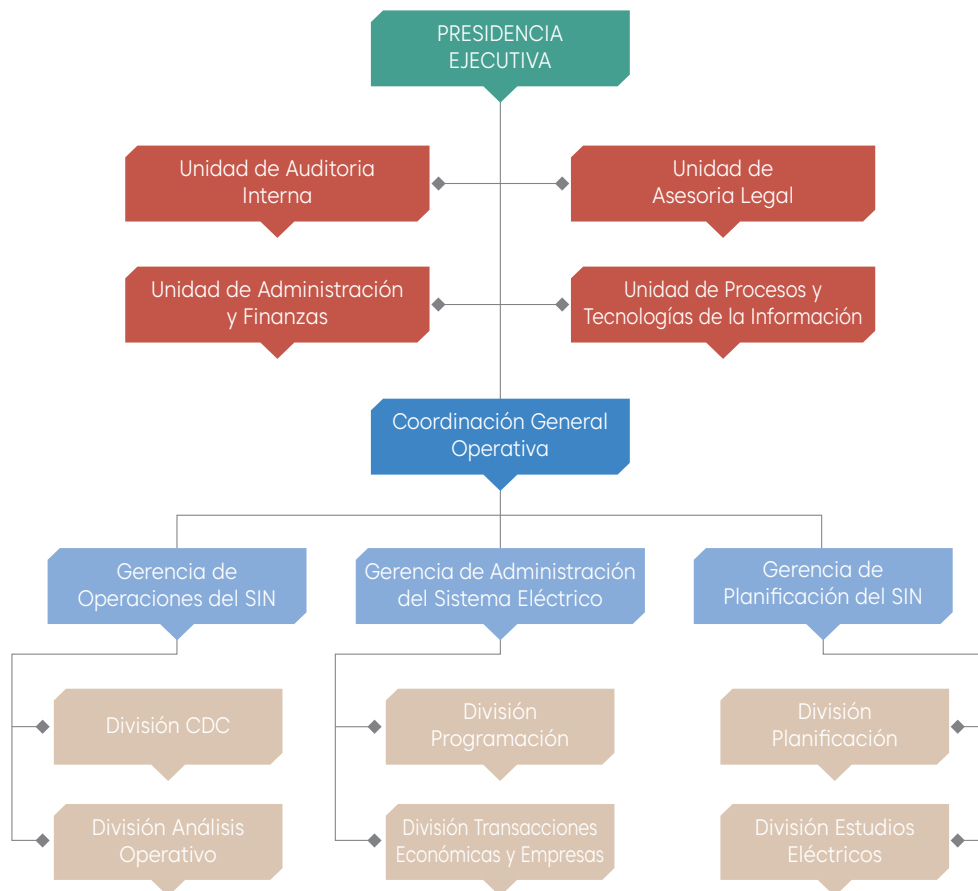 PRESIDENCIA
EJECUTIVA
Unidad de Auditoria
Interna
Unidad de
Asesoria Legal
Unidad de Administración
y Finanzas
Unidad de Procesos y
Tecnologías de la Información
Coordinación General
Operativa
Gerencia de
Operaciones del SIN
Gerencia de Administración
del Sistema Eléctrico
Gerencia de
Planificación del SIN
División CDC
División
Programación
División
Planificación
División Análisis
Operativo
División Transacciones
Económicas y Empresas
División Estudios
Eléctricos